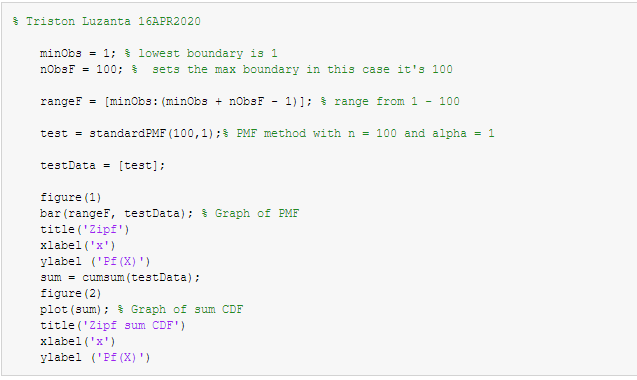 % Triston Luzanta 16APR2020
minObs = 1; % lowest boundary is 1
nObsF = 100; %  sets the max boundary in this case it's 100
rangeF = [minObs:(minObs + nObsF - 1)]; % range from 1 - 100
test = standardPMF(100,1);% PMF method with n = 100 and alpha = 1
testData = [test];
figure(1)
bar(rangeF, testData); % Graph of PMF
title('Zipf')
xlabel('x')
ylabel ('Pf(X)')
sum = cumsum(testData);
figure(2)
plot(sum); % Graph of sum CDF
title('Zipf sum CDF')
xlabel('x')
ylabel ('Pf(X)')